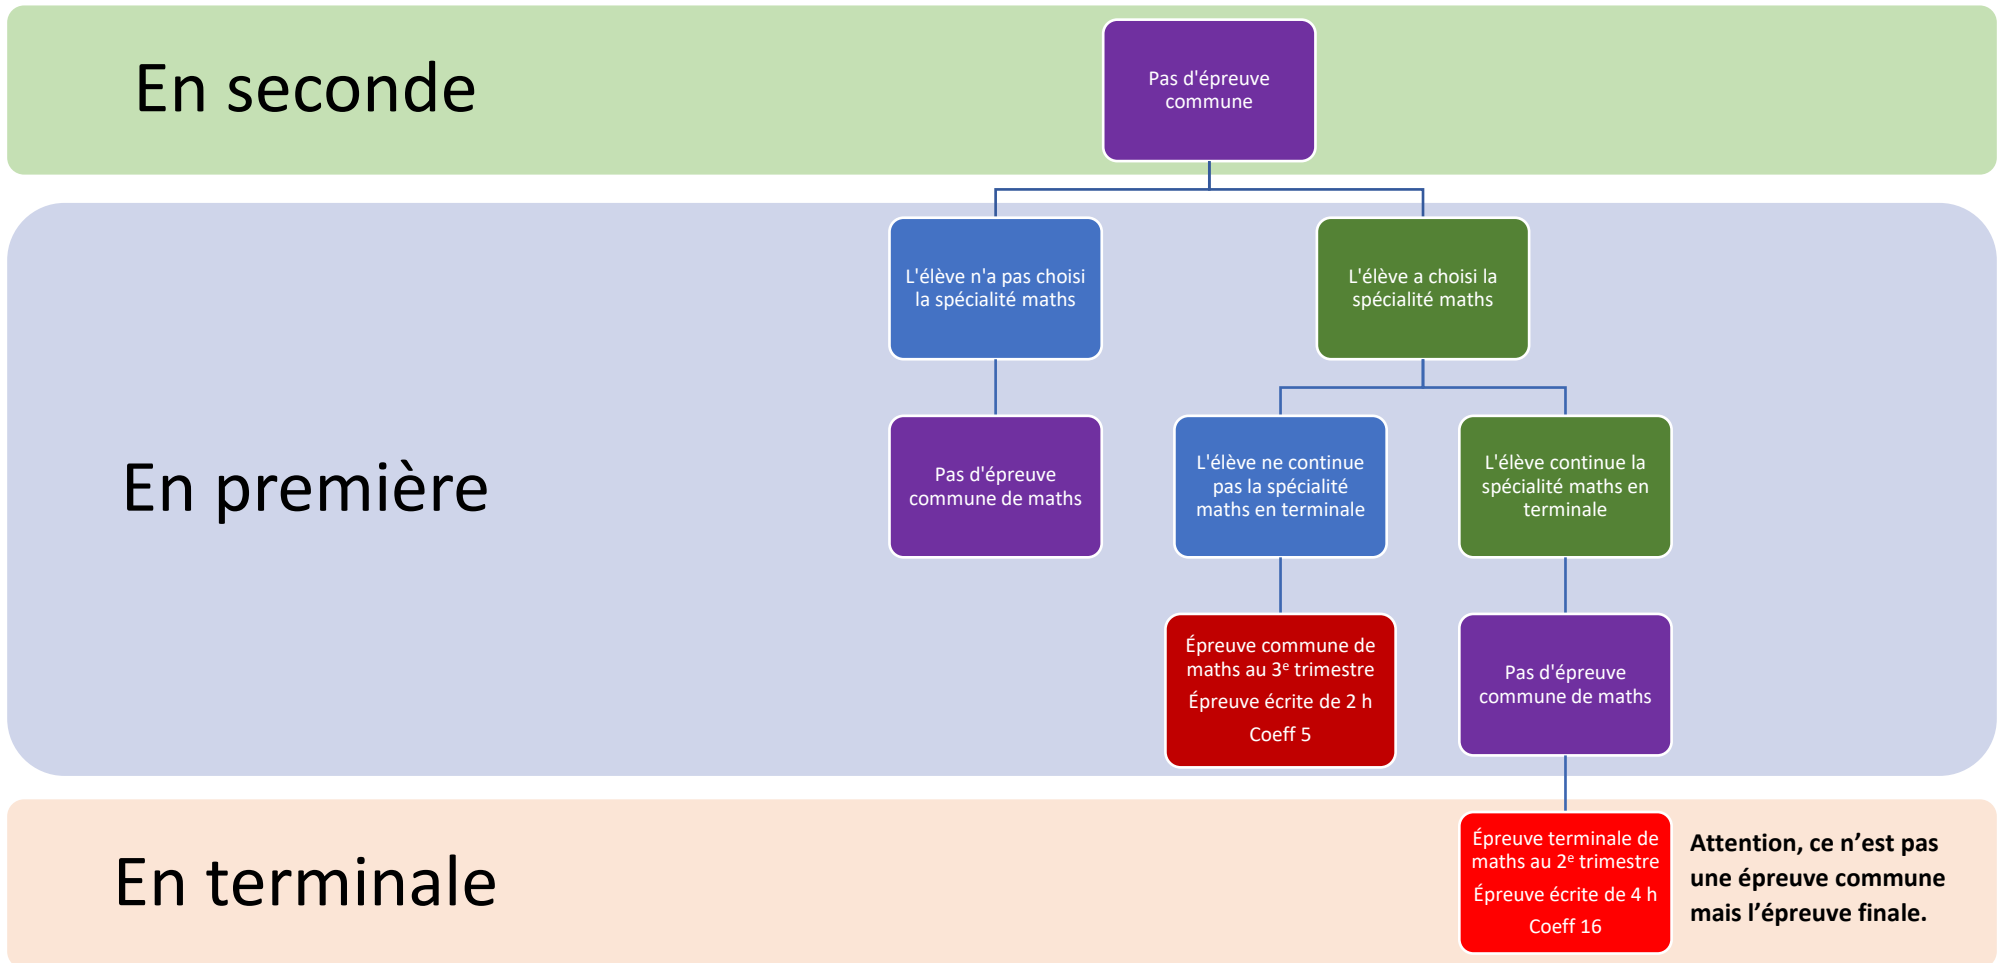 En seconde
Pas d'épreuve
commune
En première
L'élève n'a pas choisi
la spécialité maths
L'élève a choisi la
spécialité maths
Pas d'épreuve
commune de maths
L'élève ne continue
pas la spécialité
maths en terminale
L'élève continue la
spécialité maths en
terminale
Épreuve commune de
maths au 3e trimestre
Épreuve écrite de 2 h
Coeff 5
Pas d'épreuve
commune de maths
En terminale
Épreuve terminale de
maths au 2e trimestre
Épreuve écrite de 4 h
Coeff 16
Attention, ce n’est pas
une épreuve commune
mais l’épreuve finale.